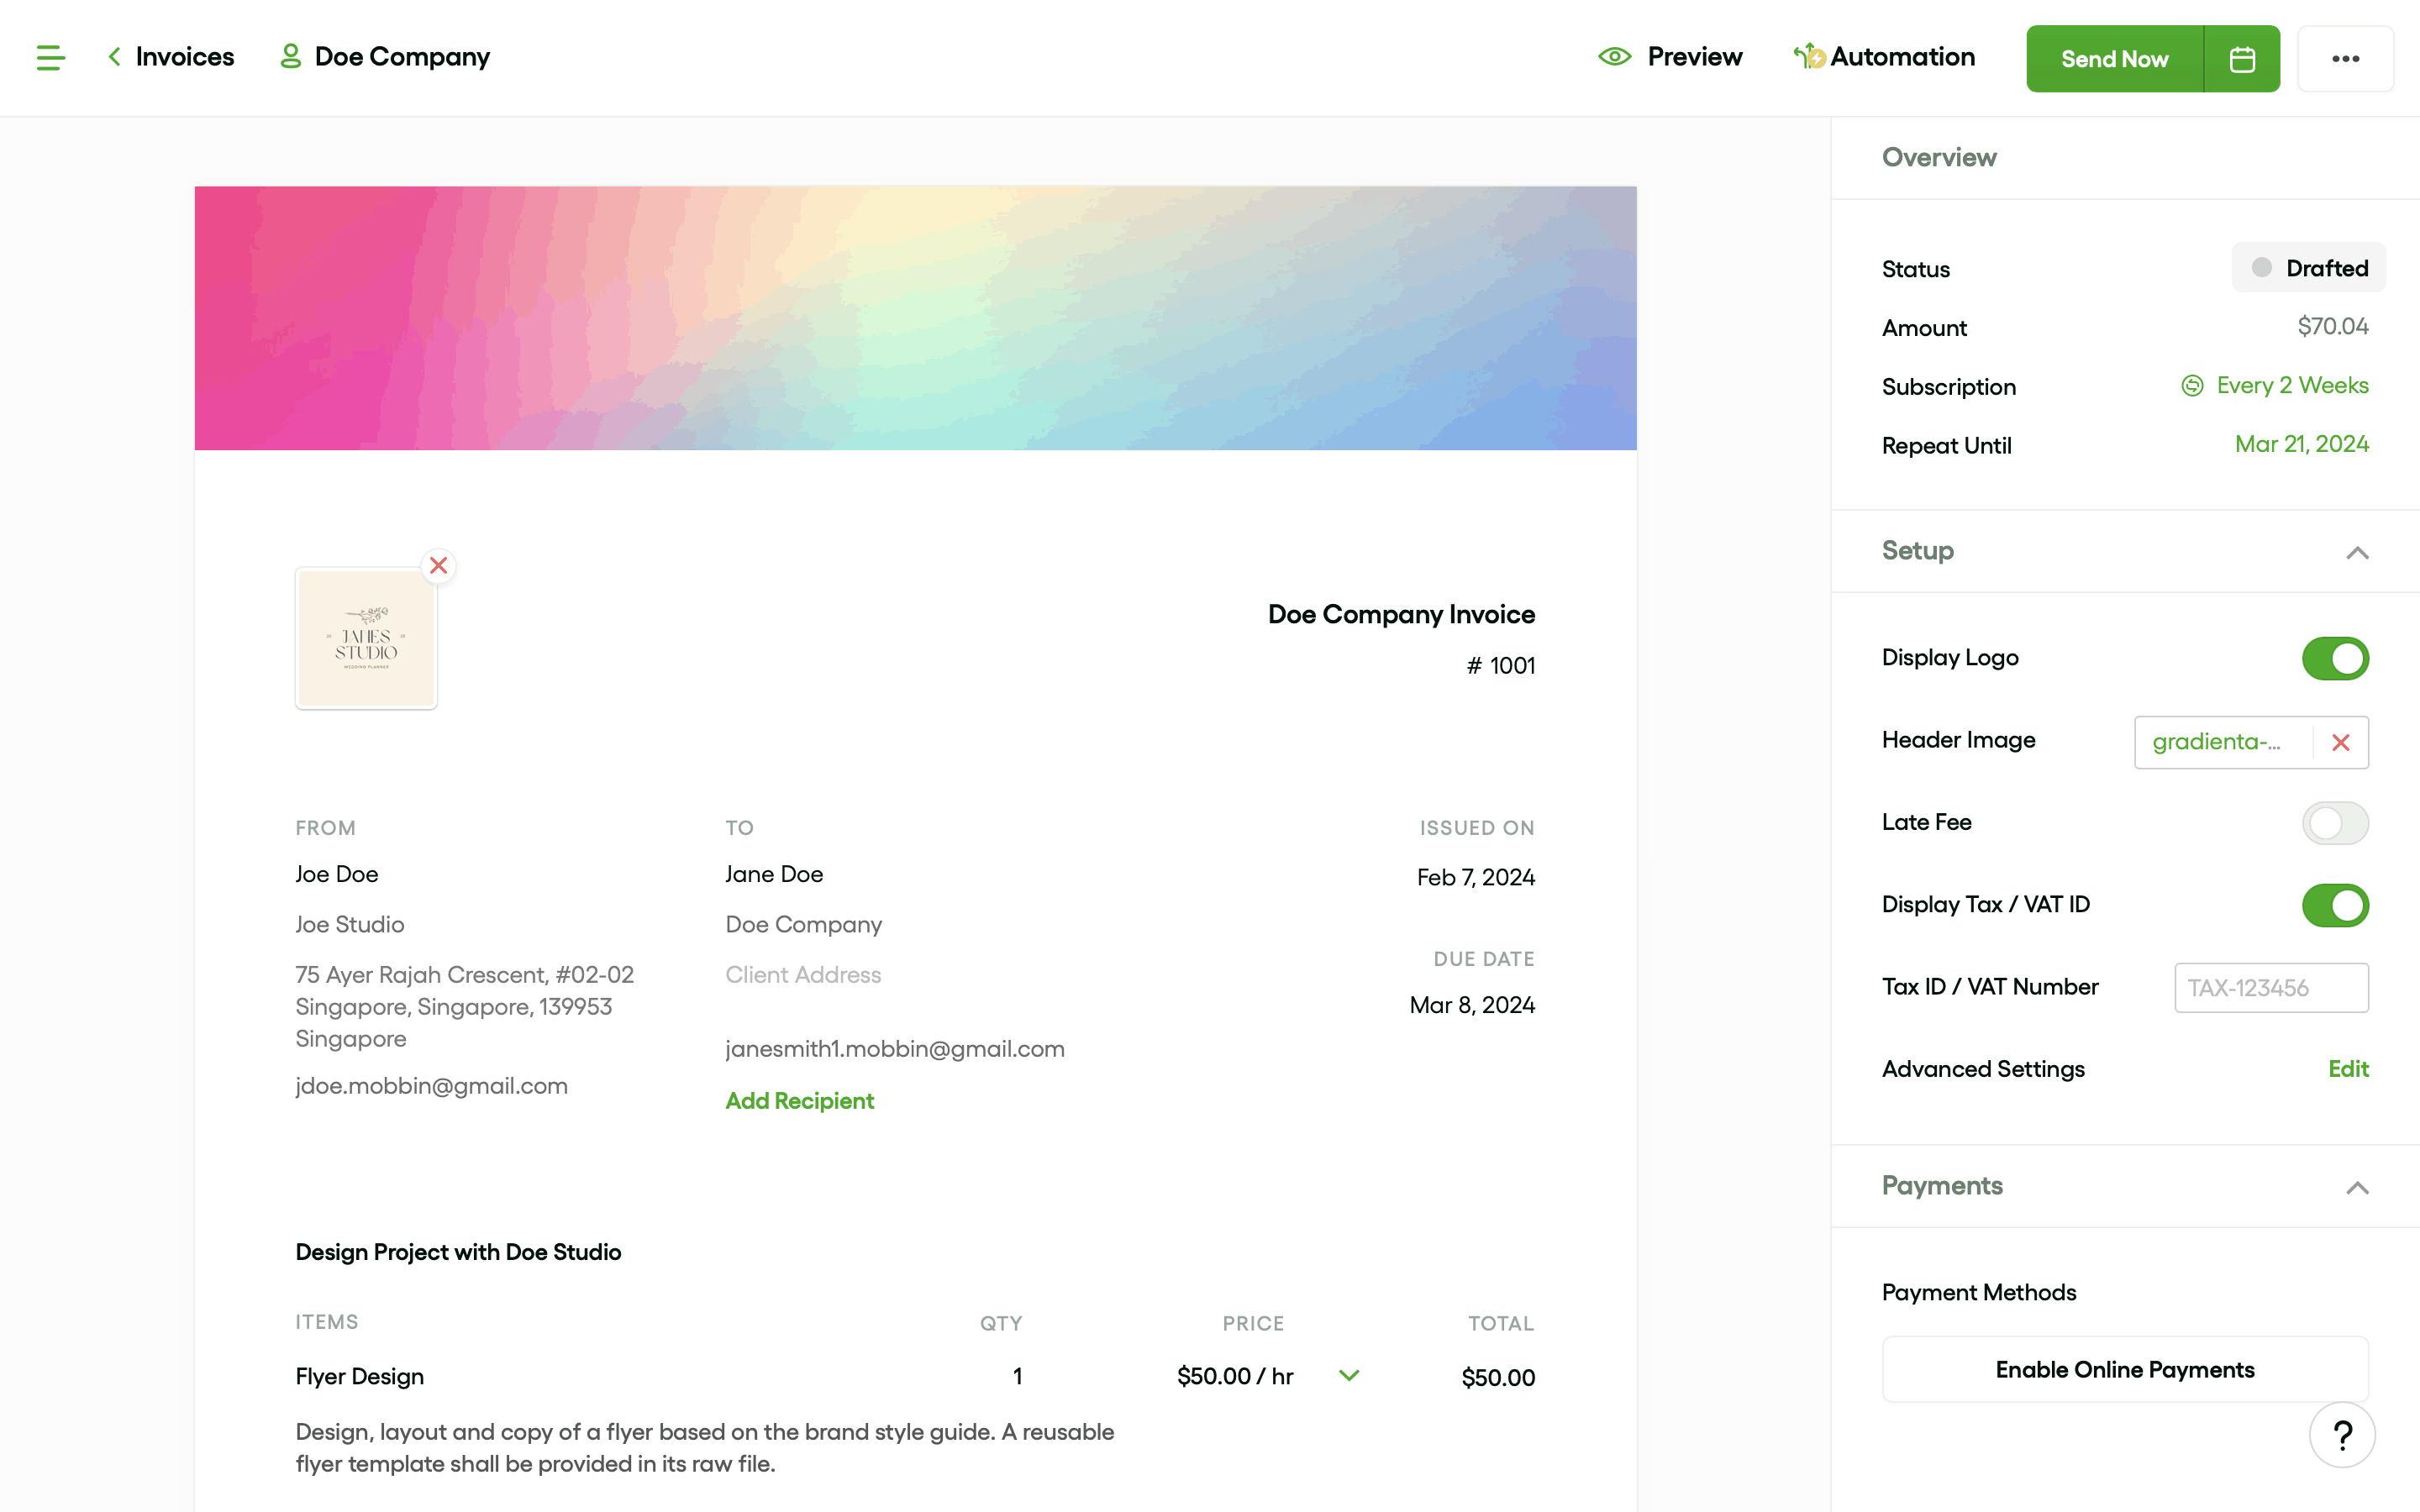 Invoices
Doe Company
Preview
Automation
Send Now
Doe Company Invoice
# 1001
JANES
STUDIO
WEDDING PLANNER
FROM
Joe Doe
Joe Studio
75 Ayer Rajah Crescent, #02-02
Singapore, Singapore, 139953
Singapore
jdoe.mobbin@gmail.com
TO
Jane Doe
Doe Company
Client Address
janesmith1.mobbin@gmail.com
Add Recipient
ISSUED ON
Feb 7, 2024
DUE DATE
Mar 8, 2024
Design Project with Doe Studio
ITEMS QTY PRICE TOTAL
Flyer Design 1 $50.00 / hr $50.00
Design, layout and copy of a flyer based on the brand style guide. A reusable
flyer template shall be provided in its raw file.
Overview
Status Drafted
Amount $70.04
Subscription Every 2 Weeks
Repeat Until Mar 21, 2024
Setup
Display Logo
Header Image gradienta-...
Late Fee
Display Tax / VAT ID
Tax ID / VAT Number TAX-123456
Advanced Settings Edit
Payments
Payment Methods
Enable Online Payments
?